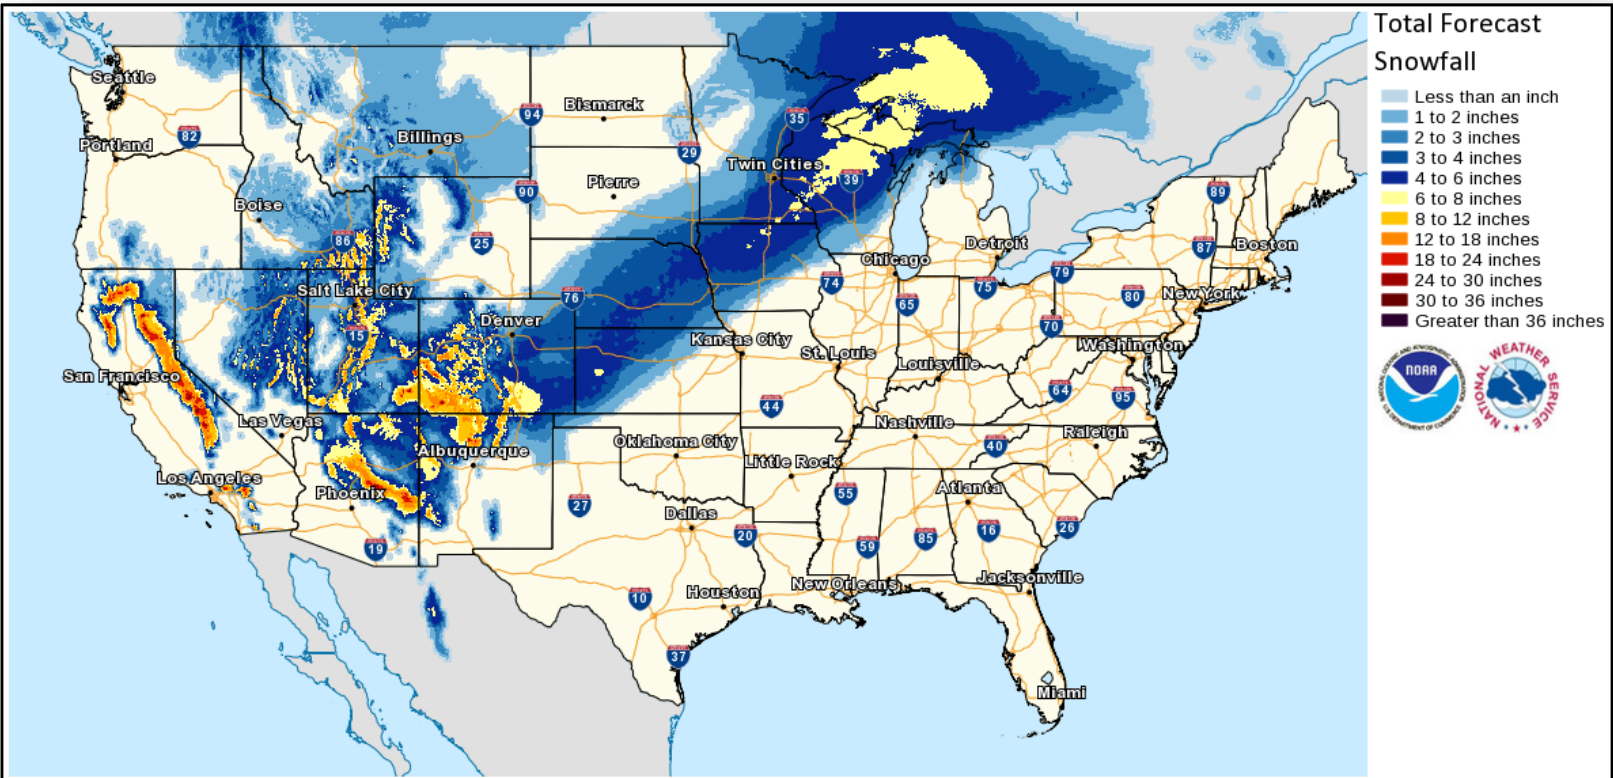 Total Forecast
Snowfall
Less than an inch
1 to 2 inches
2 to 3 inches
3 to 4 inches
4 to 6 inches
6 to 8 inches
8 to 12 inches
12 to 18 inches
18 to 24 inches
24 to 30 inches
30 to 36 inches
Greater than 36 inches
NOAA
NATIONAL WEATHER SERVICE
Seattle
Portland
82
Billings
94
Bismarck
35
29
Twin Cities
39
Pierre
90
Boise
86
25
89
87
Boston
Detroit
Chicago
79
75
74
65
80
New York
Salt Lake City
76
Denver
15
70
Kansas City
St. Louis
Louisville
Washington
San Francisco
64
95
44
Las Vegas
Nashville
Raleigh
40
Oklahoma City
Albuquerque
Little Rock
Los Angeles
Phoenix
55
Atlanta
27
Dallas
20
16
26
19
59
85
Jacksonville
New Orleans
Houston
10
37
Miami